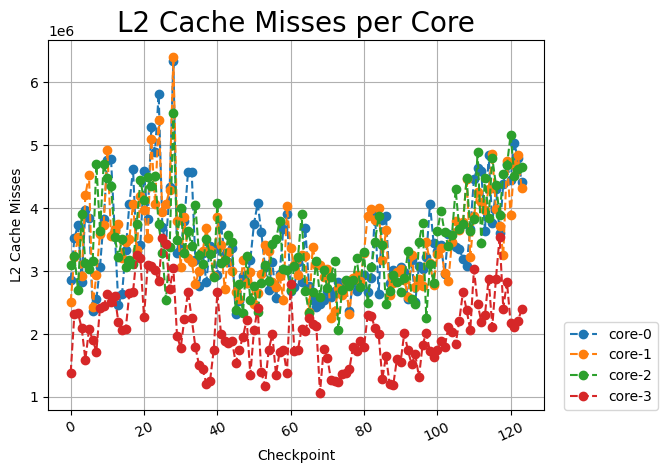 L2 Cache Misses per Core
1e6
6
5
4
3
2
1
L2 Cache Misses
0
20
40
60
80
100
120
Checkpoint
core-0
core-1
core-2
core-3